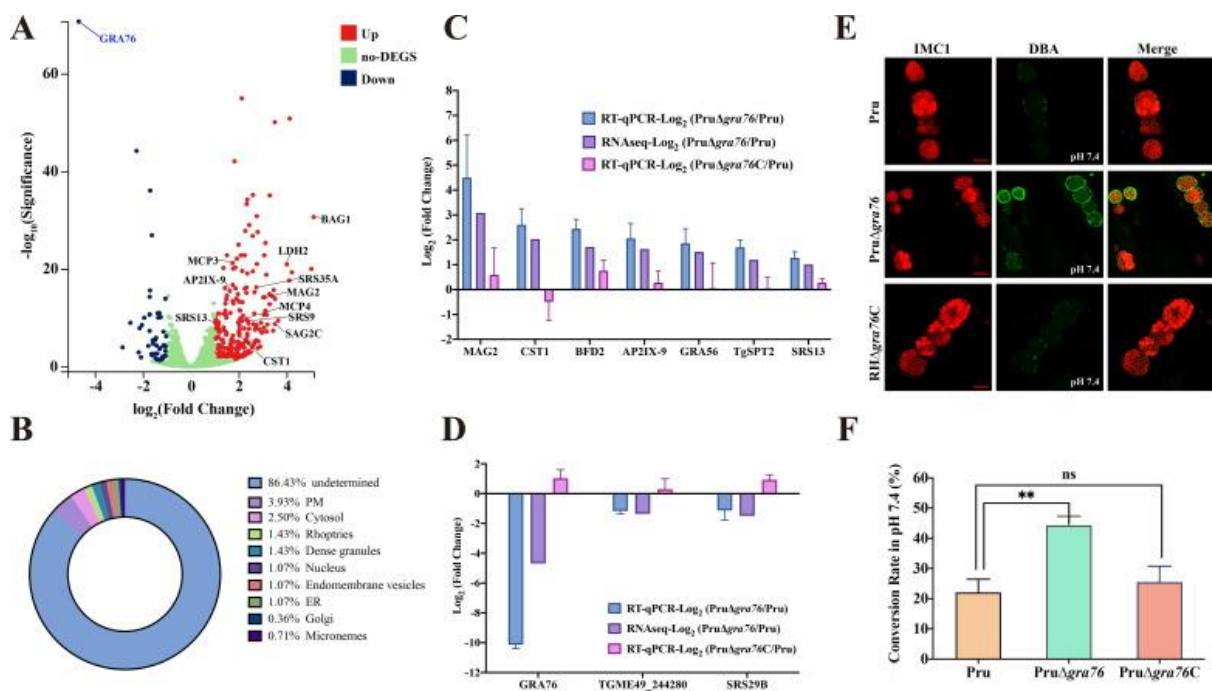 A
GRA76
Up
no-DEGS
Down
60
40
20
0
-4
-2
0
2
4
-log10(Significance)
log2(Fold Change)
BAG1
LDH2
MCP3
SRS35A
AP2IX-9
MAG2
MCP4
SRS13
SRS9
SAG2C
CST1
B
86.43% undetermined
3.93% PM
2.50% Cytosol
1.43% Rhoptries
1.43% Dense granules
1.07% Nucleus
1.07% Endomembrane vesicles
1.07% ER
0.36% Golgi
0.71% Micronemes
C
Log2 (Fold Change)
8
7
6
5
4
3
2
1
0
-1
-2
RT-qPCR-Log2 (PruΔgra76/Pru)
RNAseq-Log2 (PruΔgra76/Pru)
RT-qPCR-Log2 (PruΔgra76C/Pru)
MAG2
CST1
BFD2
AP2IX-9
GRA56
TgSPT2
SRS13
D
Log2 (Fold Change)
2
0
-2
-4
-6
-8
-10
-12
RT-qPCR-Log2 (PruΔgra76/Pru)
RNAseq-Log2 (PruΔgra76/Pru)
RT-qPCR-Log2 (PruΔgra76C/Pru)
GRA76
TGME49_244280
SRS29B
E
IMC1
DBA
Merge
Pru
pH 7.4
PruΔgra76
pH 7.4
RHΔgra76C
pH 7.4
F
Conversion Rate in pH 7.4 (%)
60
50
40
30
20
10
0
ns
**
Pru
PruΔgra76
PruΔgra76C